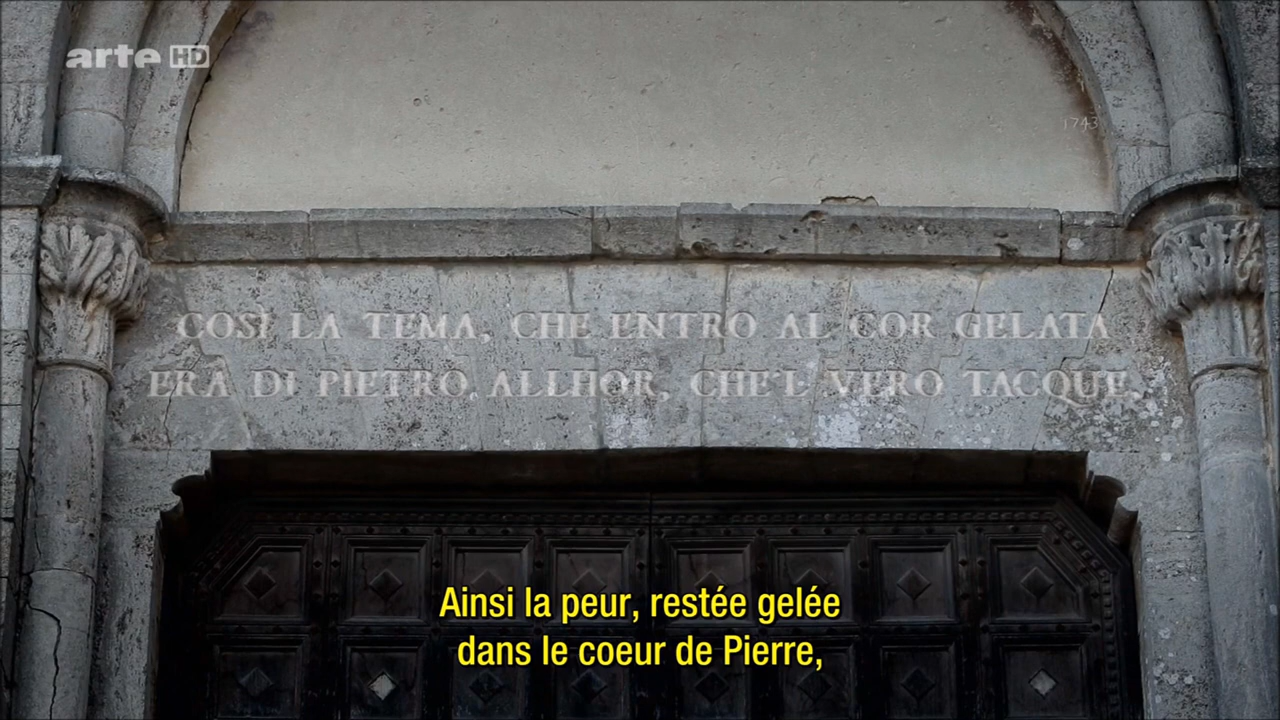 arte HD
1743
COSÌ LA TEMA, CHE ENTRO AL COR GELATA
ERA DI PIETRO ALLHOR, CHE'L VERO TACQUE.
Ainsi la peur, restée gelée
dans le coeur de Pierre,